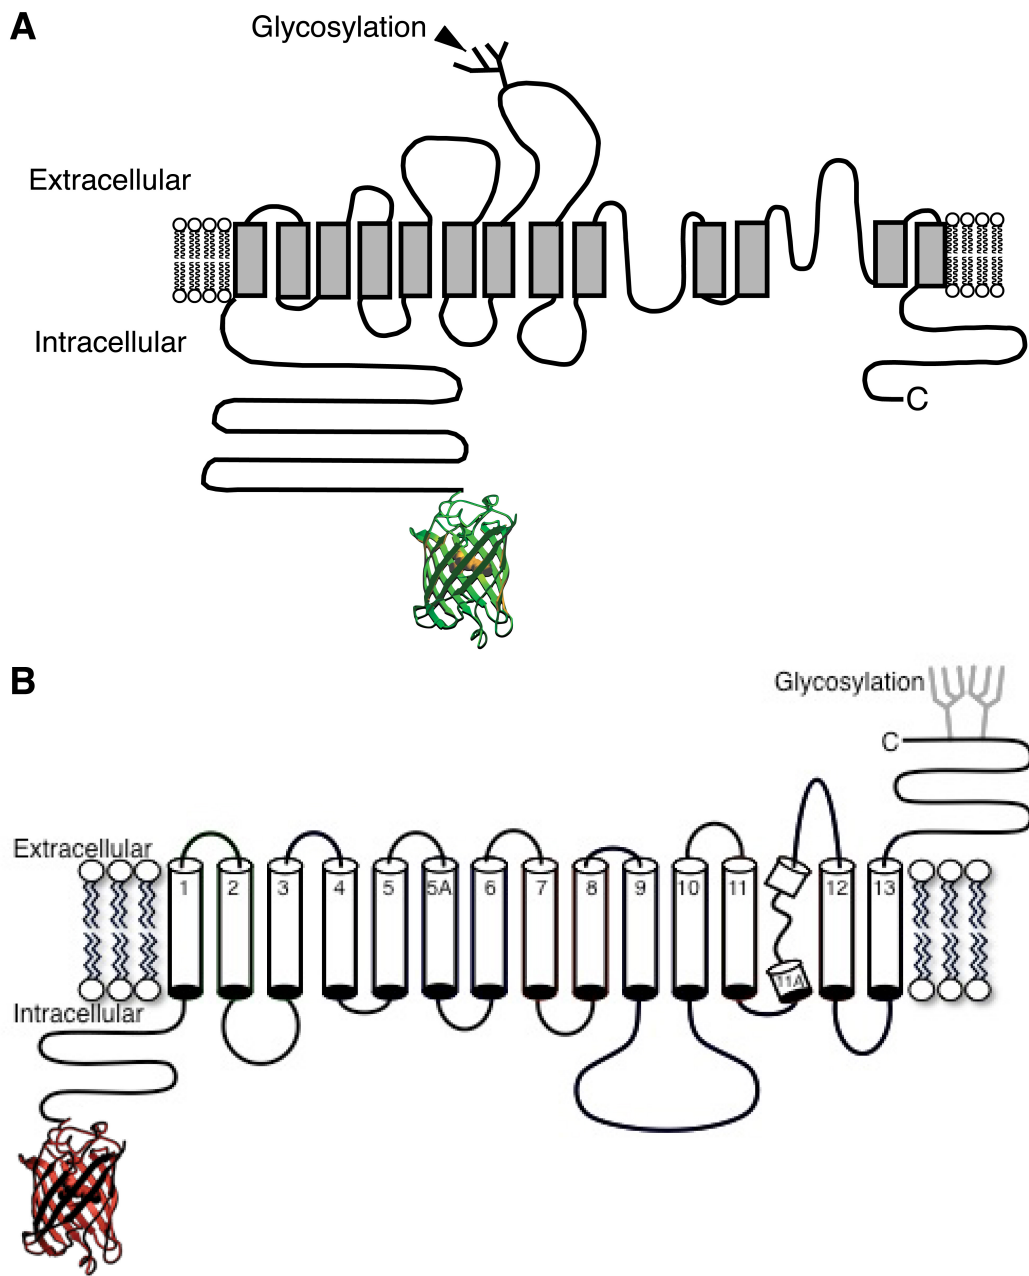 A
Glycosylation
Extracellular
Intracellular
C
B
Glycosylation
C
Extracellular
1 2 3 4 5 5A 6 7 8 9 10 11 12 13
11A
Intracellular